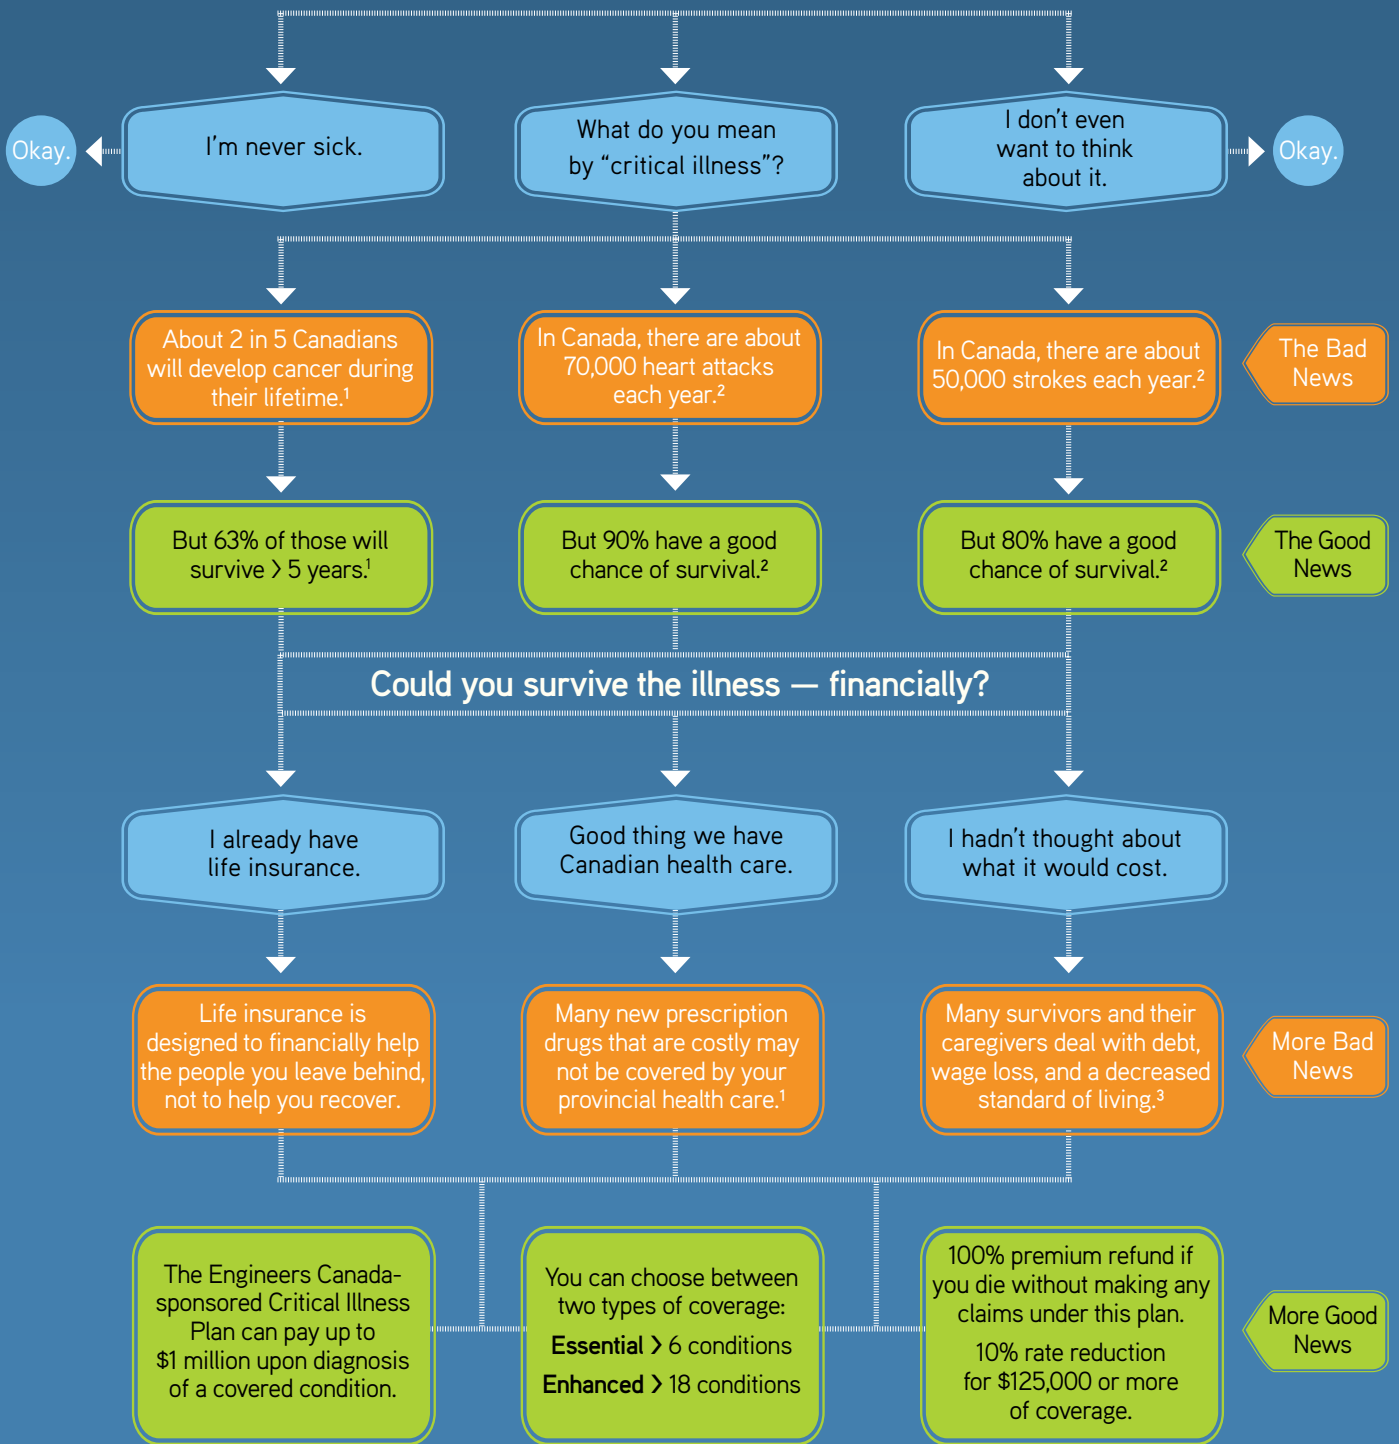 Okay.
I'm never sick.
What do you mean
by “critical illness”?
I don't even
want to think
about it.
Okay.
About 2 in 5 Canadians
will develop cancer during
their lifetime.¹
In Canada, there are about
70,000 heart attacks
each year.²
In Canada, there are about
50,000 strokes each year.²
The Bad
News
But 63% of those will
survive > 5 years.¹
But 90% have a good
chance of survival.²
But 80% have a good
chance of survival.²
The Good
News
Could you survive the illness — financially?
I already have
life insurance.
Good thing we have
Canadian health care.
I hadn't thought about
what it would cost.
Life insurance is
designed to financially help
the people you leave behind,
not to help you recover.
Many new prescription
drugs that are costly may
not be covered by your
provincial health care.¹
Many survivors and their
caregivers deal with debt,
wage loss, and a decreased
standard of living.³
More Bad
News
The Engineers Canada-
sponsored Critical Illness
Plan can pay up to
$1 million upon diagnosis
of a covered condition.
You can choose between
two types of coverage:
Essential > 6 conditions
Enhanced > 18 conditions
100% premium refund if
you die without making any
claims under this plan.
10% rate reduction
for $125,000 or more
of coverage.
More Good
News